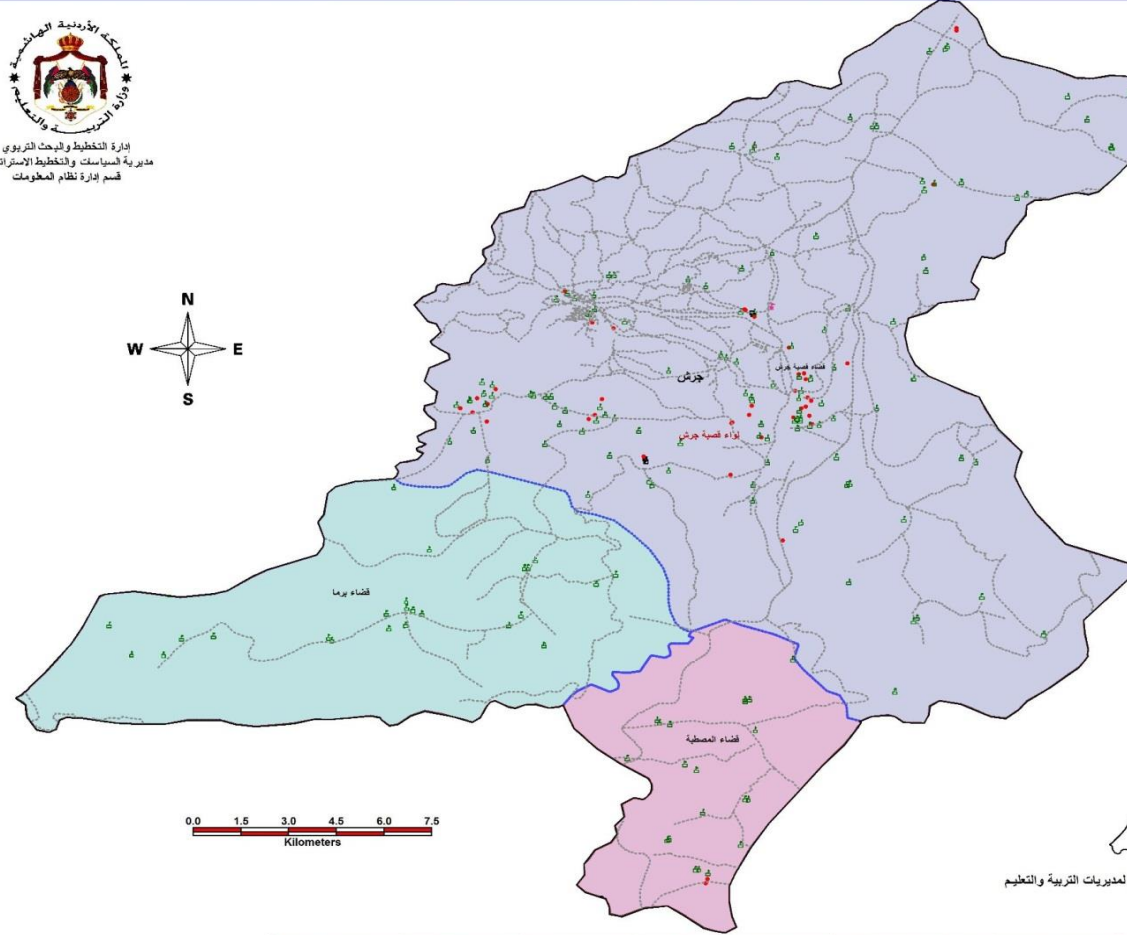 المملكة الأردنية الهاشمية
وزارة التربية والتعليم
إدارة التخطيط والبحث التربوي
مديرية السياسات والتخطيط الاسترات
قسم إدارة نظام المعلومات
N
W
E
S
جرش
قضاء قصبة جرش
لواء قصبة جرش
قضاء برما
قضاء المصطبة
0.0 1.5 3.0 4.5 6.0 7.5
Kilometers
لمديريات التربية والتعليم